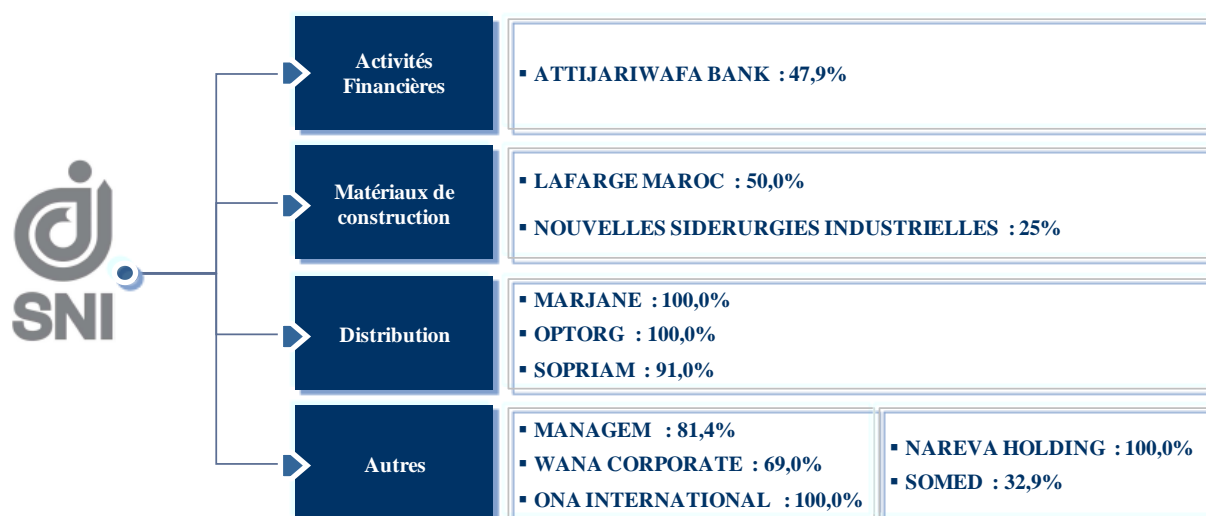 SNI
Activités
Financières
▪ ATTIJARIWAFA BANK : 47,9%
Matériaux de
construction
▪ LAFARGE MAROC : 50,0%
▪ NOUVELLES SIDERURGIES INDUSTRIELLES : 25%
Distribution
▪ MARJANE : 100,0%
▪ OPTORG : 100,0%
▪ SOPRIAM : 91,0%
Autres
▪ MANAGEM : 81,4%
▪ WANA CORPORATE : 69,0%
▪ ONA INTERNATIONAL : 100,0%
▪ NAREVA HOLDING : 100,0%
▪ SOMED : 32,9%